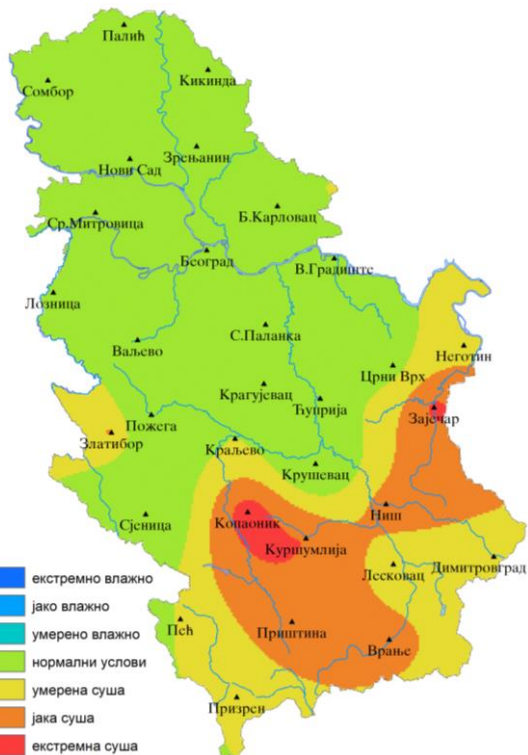 Палић
Кикинда
Сомбор
Зрењанин
Нови Сад
Б.Карловац
Ср.Митровица
Београд
В.Градиште
Лозница
Неготин
С.Паланка
Ваљево
Црни Врх
Крагујевац
Ћуприја
Зајечар
Пожега
Златибор
Краљево
Крушевац
Ниш
Копаоник
Сјеница
Куршумлија
Димитровград
Лесковац
Пећ
Приштина
Врање
Призрен
екстремно влажно
јако влажно
умерено влажно
нормални услови
умерена суша
јака суша
екстремна суша